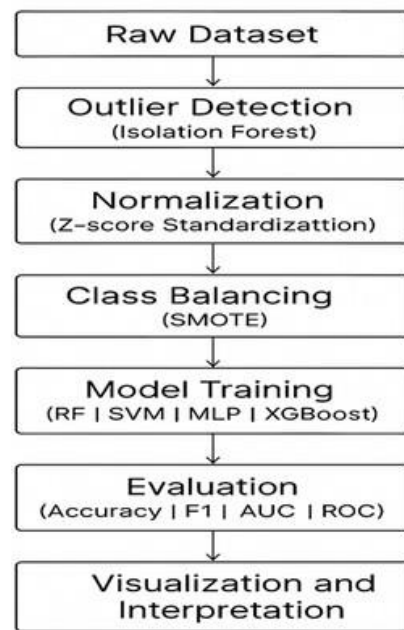 Raw Dataset
Outlier Detection
(Isolation Forest)
Normalization
(Z-score Standardizattion)
Class Balancing
(SMOTE)
Model Training
(RF | SVM | MLP | XGBoost)
Evaluation
(Accuracy | F1 | AUC | ROC)
Visualization and
Interpretation